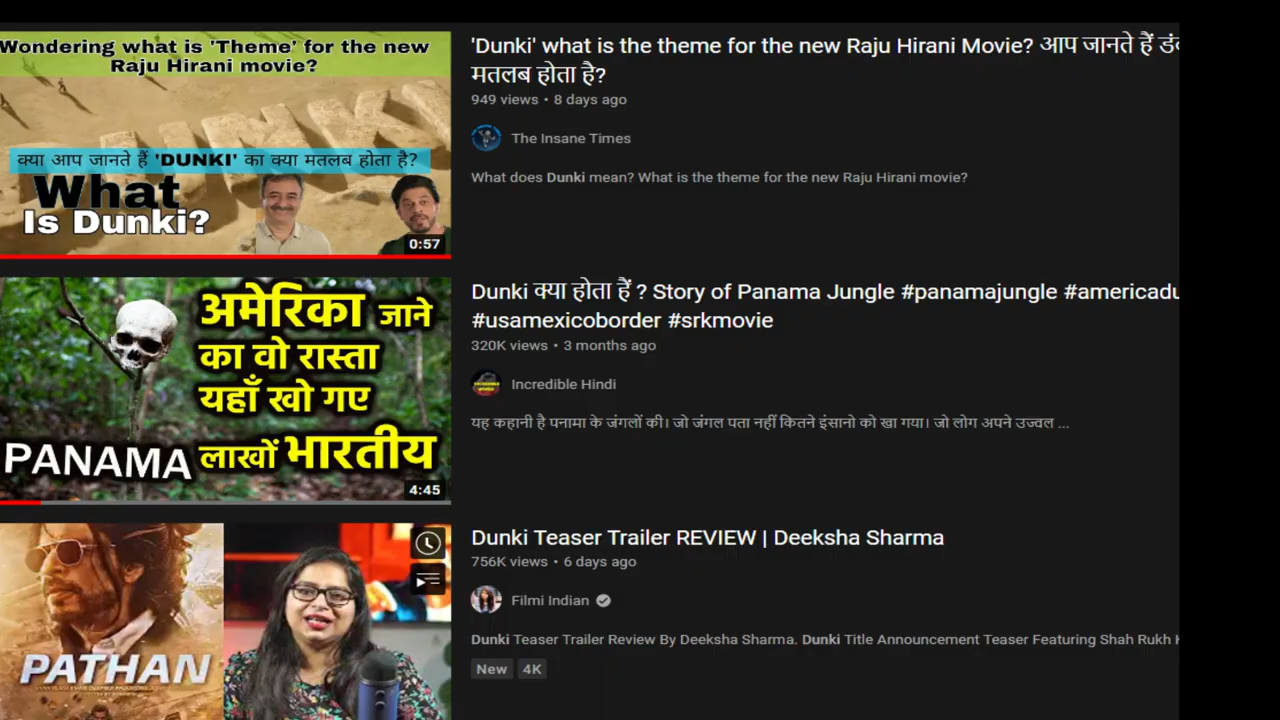 Wondering what is 'Theme' for the new
Raju Hirani movie?
क्या आप जानते हैं 'DUNKI' का क्या मतलब होता है?
What
Is Dunki?
0:57
'Dunki' what is the theme for the new Raju Hirani Movie? आप जानते हैं
मतलब होता है?
949 views • 8 days ago
The Insane Times
What does Dunki mean? What is the theme for the new Raju Hirani movie?
अमेरिका जाने
का वो रास्ता
यहाँ खो गए
लाखों भारतीय
PANAMA
4:45
Dunki क्या होता हैं ? Story of Panama Jungle #panamajungle #americadu
#usamexicoborder #srkmovie
320K views • 3 months ago
Incredible Hindi
यह कहानी है पनामा के जंगलों की। जो जंगल पता नहीं कितने इंसानो को खा गया। जो लोग अपने उज्वल ...
PATHAN
Dunki Teaser Trailer REVIEW | Deeksha Sharma
756K views • 6 days ago
Filmi Indian
Dunki Teaser Trailer Review By Deeksha Sharma. Dunki Title Announcement Teaser Featuring Shah Rukh
New 4K